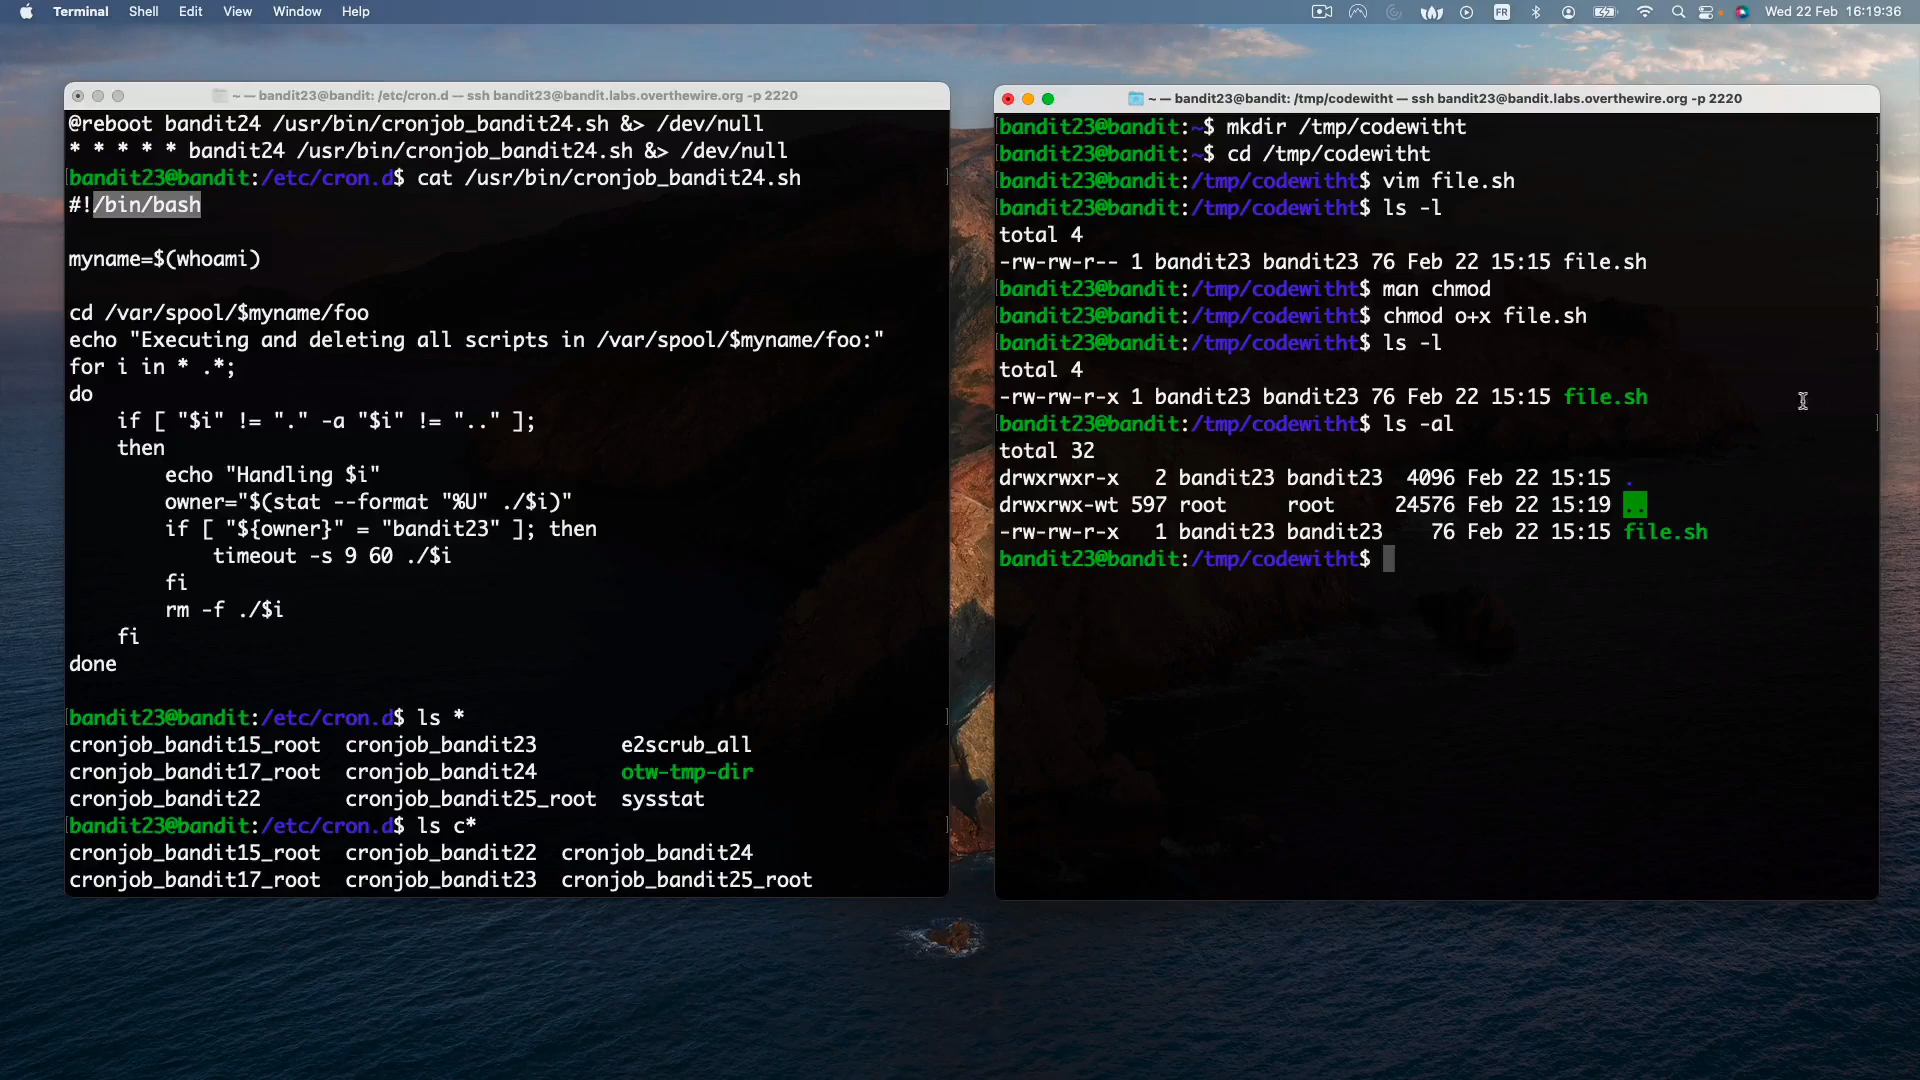 Terminal Shell Edit View Window Help FR Wed 22 Feb 16:19:36
~ — bandit23@bandit: /etc/cron.d — ssh bandit23@bandit.labs.overthewire.org -p 2220
@reboot bandit24 /usr/bin/cronjob_bandit24.sh &> /dev/null
* * * * * bandit24 /usr/bin/cronjob_bandit24.sh &> /dev/null
bandit23@bandit:/etc/cron.d$ cat /usr/bin/cronjob_bandit24.sh
#!/bin/bash
myname=$(whoami)
cd /var/spool/$myname/foo
echo "Executing and deleting all scripts in /var/spool/$myname/foo:"
for i in * .*;
do
    if [ "$i" != "." -a "$i" != ".." ];
    then
        echo "Handling $i"
        owner="$(stat --format "%U" ./$i)"
        if [ "${owner}" = "bandit23" ]; then
            timeout -s 9 60 ./$i
        fi
        rm -f ./$i
    fi
done
bandit23@bandit:/etc/cron.d$ ls *
cronjob_bandit15_root  cronjob_bandit23       e2scrub_all
cronjob_bandit17_root  cronjob_bandit24       otw-tmp-dir
cronjob_bandit22       cronjob_bandit25_root  sysstat
bandit23@bandit:/etc/cron.d$ ls c*
cronjob_bandit15_root  cronjob_bandit22  cronjob_bandit24
cronjob_bandit17_root  cronjob_bandit23  cronjob_bandit25_root
~ — bandit23@bandit: /tmp/codewitht — ssh bandit23@bandit.labs.overthewire.org -p 2220
bandit23@bandit:~$ mkdir /tmp/codewitht
bandit23@bandit:~$ cd /tmp/codewitht
bandit23@bandit:/tmp/codewitht$ vim file.sh
bandit23@bandit:/tmp/codewitht$ ls -l
total 4
-rw-rw-r-- 1 bandit23 bandit23 76 Feb 22 15:15 file.sh
bandit23@bandit:/tmp/codewitht$ man chmod
bandit23@bandit:/tmp/codewitht$ chmod o+x file.sh
bandit23@bandit:/tmp/codewitht$ ls -l
total 4
-rw-rw-r-x 1 bandit23 bandit23 76 Feb 22 15:15 file.sh
bandit23@bandit:/tmp/codewitht$ ls -al
total 32
drwxrwxr-x   2 bandit23 bandit23  4096 Feb 22 15:15 .
drwxrwx-wt 597 root     root     24576 Feb 22 15:19 ..
-rw-rw-r-x   1 bandit23 bandit23    76 Feb 22 15:15 file.sh
bandit23@bandit:/tmp/codewitht$